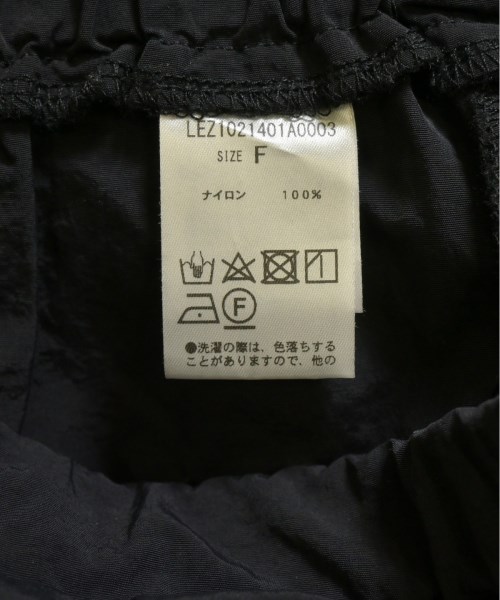 LEZ1021401A0003
SIZE F
ナイロン 100%
F
●洗濯の際は、色落ちする
ことがありますので、他の